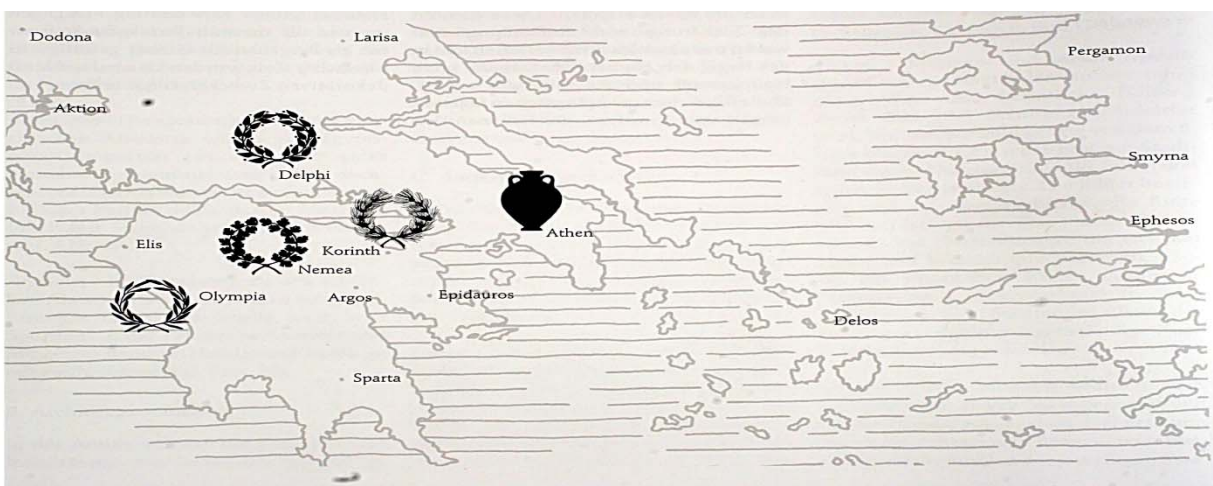 Dodona
Larisa
Pergamon
Aktion
Delphi
Smyrna
Athen
Ephesos
Elis
Korinth
Nemea
Olympia
Argos
Epidauros
Delos
Sparta